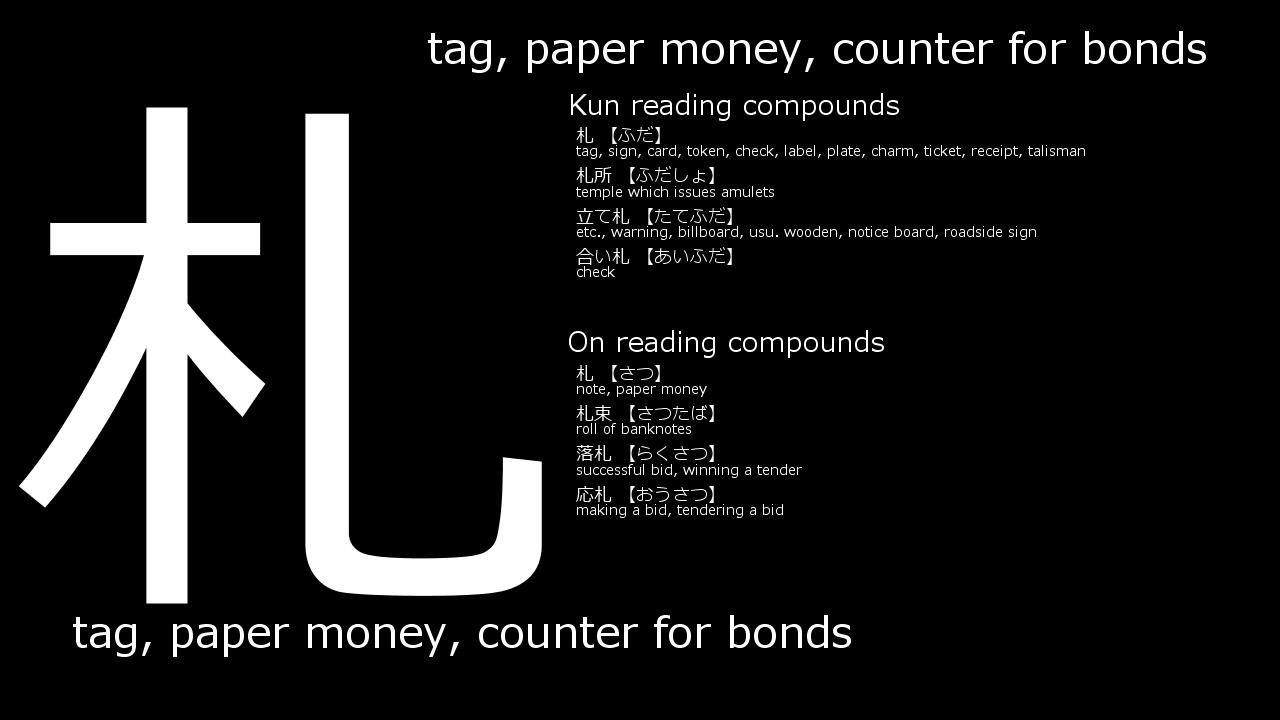 tag, paper money, counter for bonds
札
Kun reading compounds
札 【ふだ】
tag, sign, card, token, check, label, plate, charm, ticket, receipt, talisman
札所 【ふだしょ】
temple which issues amulets
立て札 【たてふだ】
etc., warning, billboard, usu. wooden, notice board, roadside sign
合い札 【あいふだ】
check
On reading compounds
札 【さつ】
note, paper money
札束 【さつたば】
roll of banknotes
落札 【らくさつ】
successful bid, winning a tender
応札 【おうさつ】
making a bid, tendering a bid
tag, paper money, counter for bonds